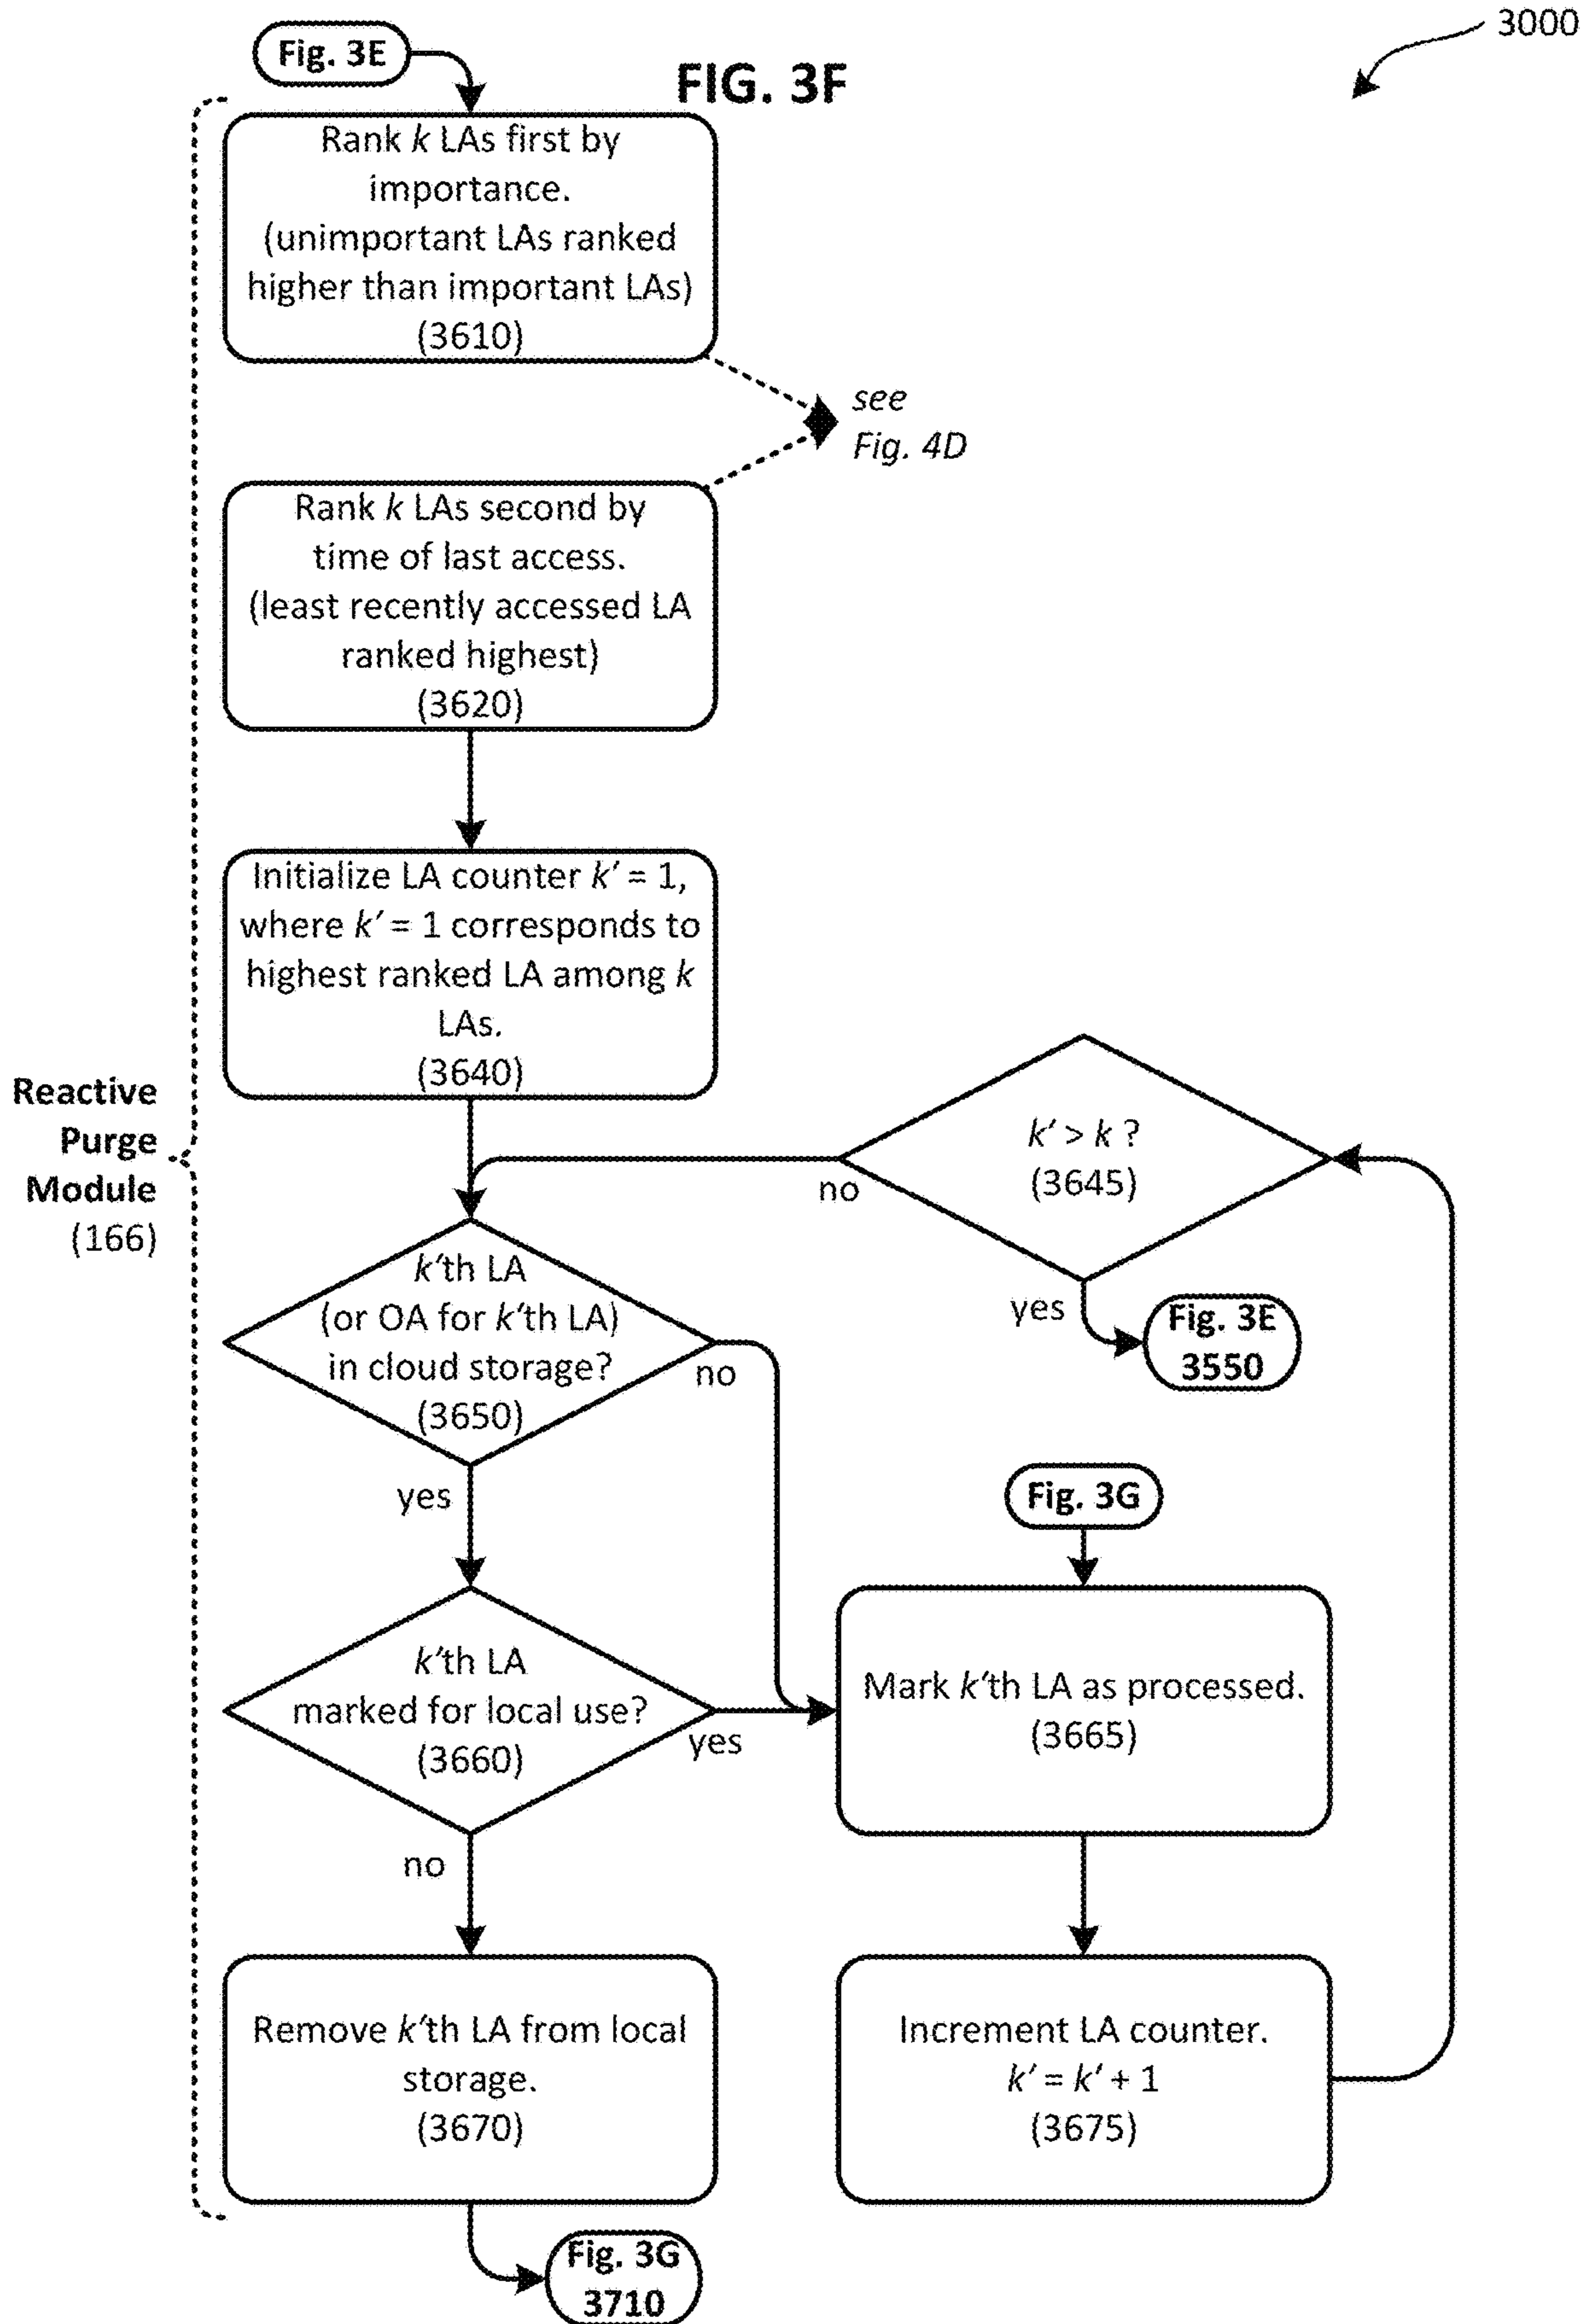 3000
Fig. 3E
FIG. 3F
Rank k LAs first by
importance.
(unimportant LAs ranked
higher than important LAs)
(3610)
see
Fig. 4D
Rank k LAs second by
time of last access.
(least recently accessed LA
ranked highest)
(3620)
Initialize LA counter k' = 1,
where k' = 1 corresponds to
highest ranked LA among k
LAs.
(3640)
Reactive
Purge
Module
(166)
k' > k ?
(3645)
no
yes
Fig. 3E
3550
k'th LA
(or OA for k'th LA)
in cloud storage?
(3650)
no
yes
Fig. 3G
k'th LA
marked for local use?
(3660)
yes
no
Mark k'th LA as processed.
(3665)
Remove k'th LA from local
storage.
(3670)
Increment LA counter.
k' = k' + 1
(3675)
Fig. 3G
3710